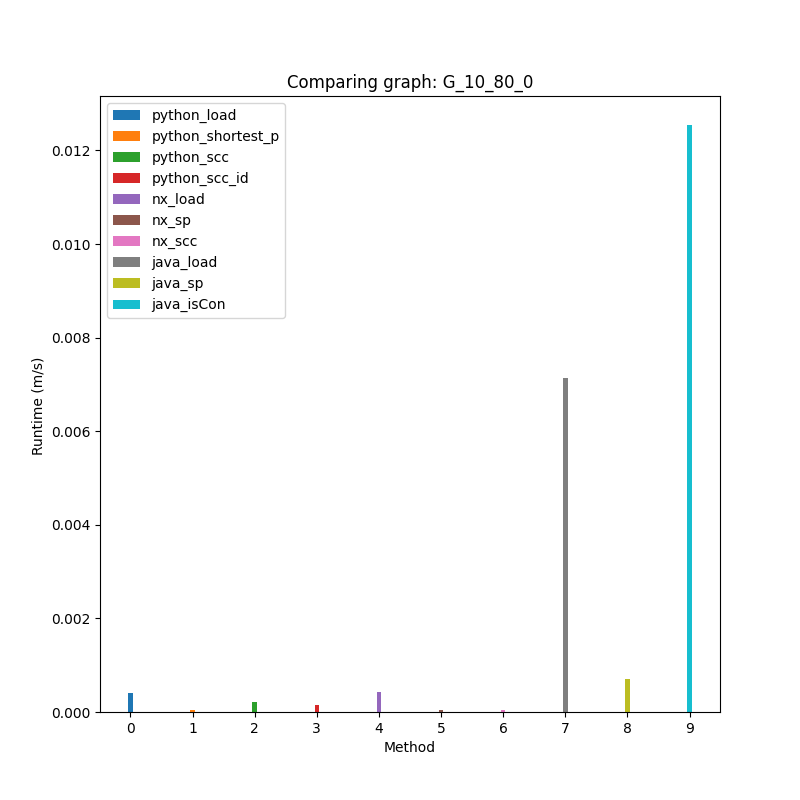 Comparing graph: G_10_80_0
python_load
python_shortest_p
python_scc
python_scc_id
nx_load
nx_sp
nx_scc
java_load
java_sp
java_isCon
0.012
0.010
0.008
0.006
0.004
0.002
0.000
Runtime (m/s)
0 1 2 3 4 5 6 7 8 9
Method